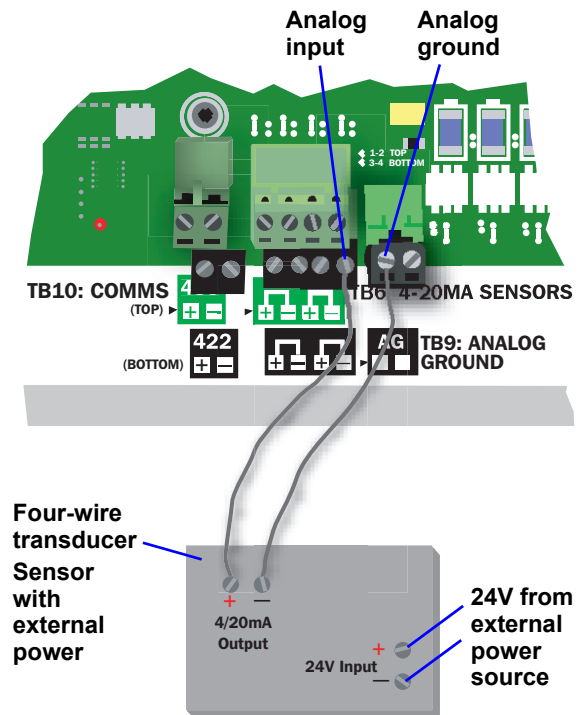 Analog
input
Analog
ground
1-2 TOP
3-4 BOTTOM
TB10: COMMS
4
TB6 4-20MA SENSORS
(TOP)
+ −
+ − + −
422
AG
TB9: ANALOG
GROUND
(BOTTOM)
+ −
+ − + −
Four-wire
transducer
Sensor
with
external
power
+ −
4/20mA
Output
24V Input
+
−
24V from
external
power
source